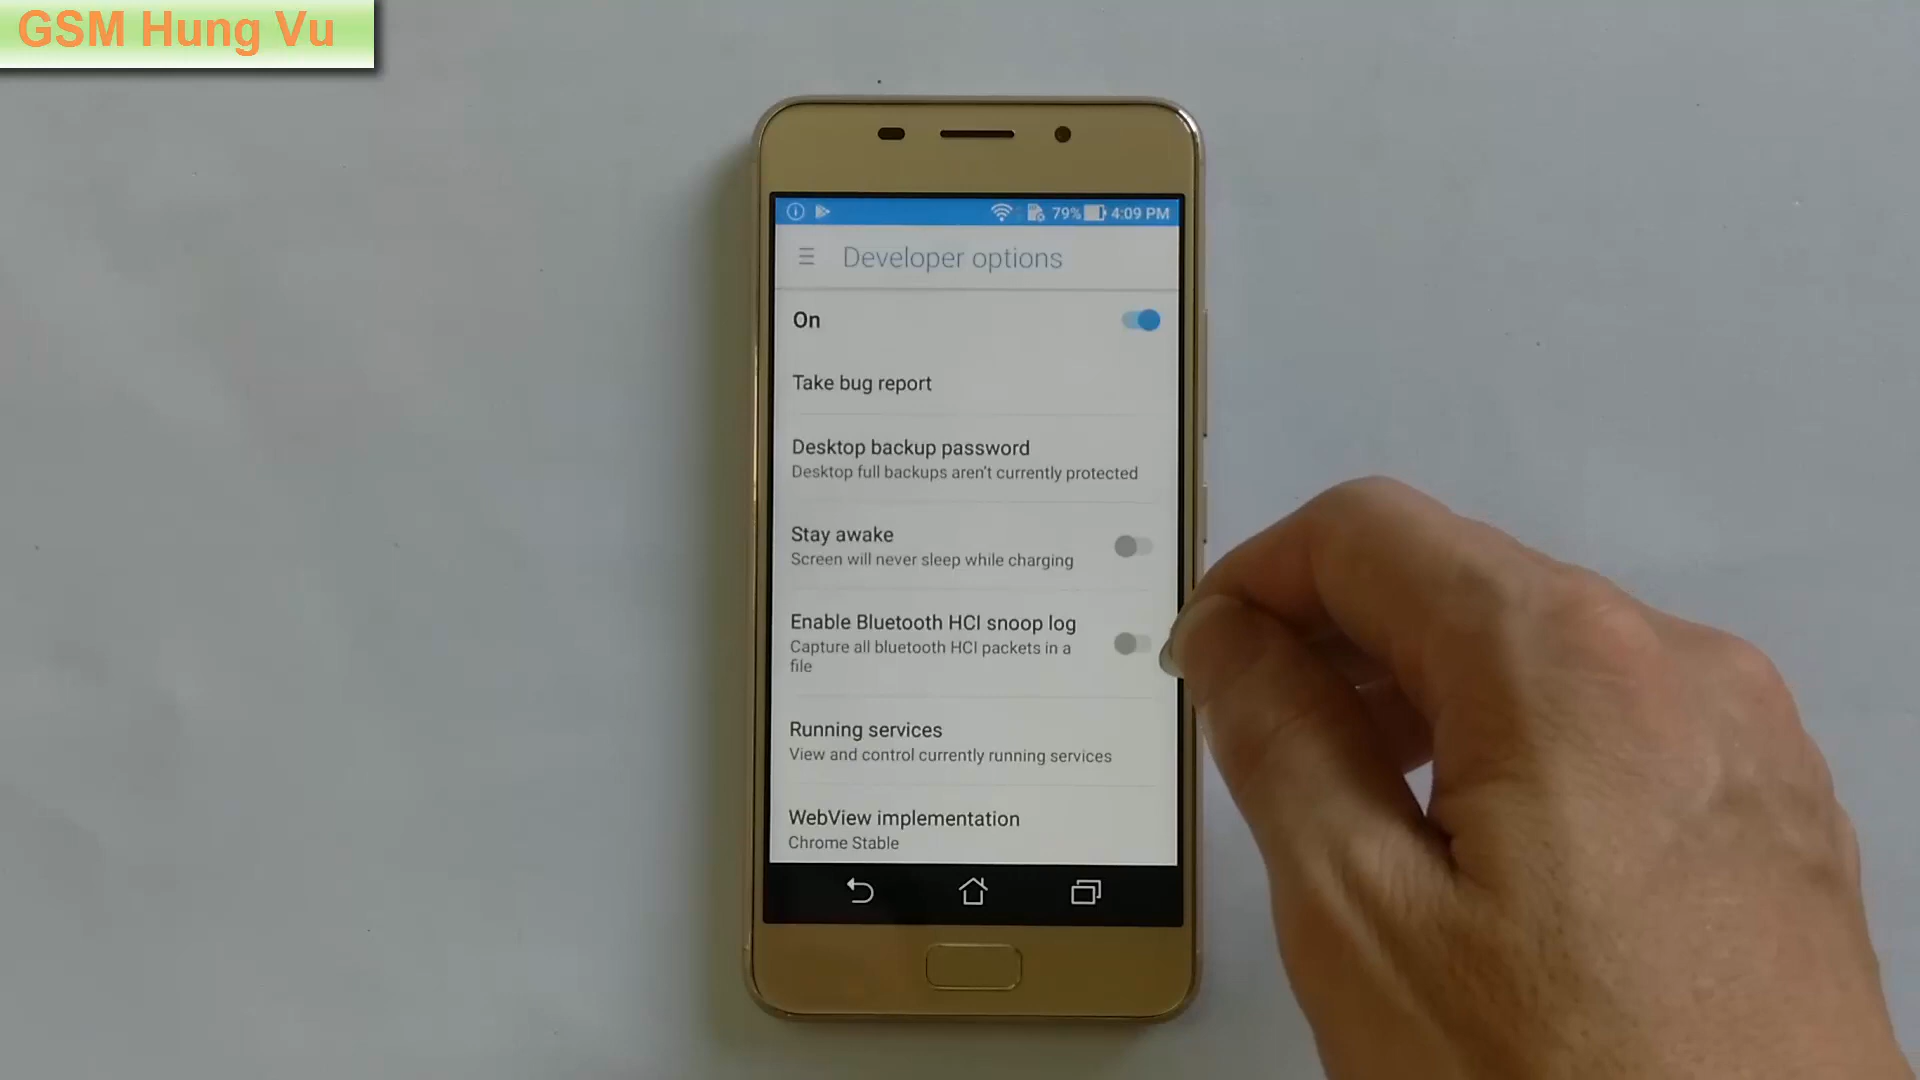 GSM Hung Vu
79% 4:09 PM
Developer options
On
Take bug report
Desktop backup password
Desktop full backups aren't currently protected
Stay awake
Screen will never sleep while charging
Enable Bluetooth HCI snoop log
Capture all bluetooth HCI packets in a
file
Running services
View and control currently running services
WebView implementation
Chrome Stable